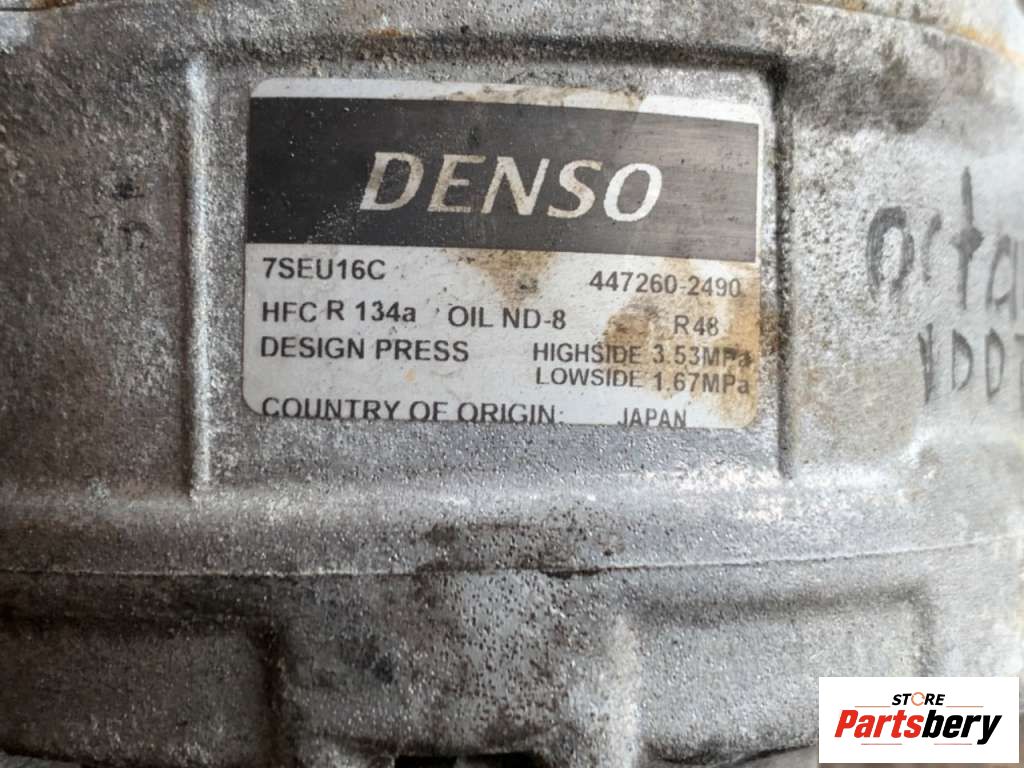 DENSO
7SEU16C 447260-2490
HFC R 134a OIL ND-8 R48
DESIGN PRESS HIGHSIDE 3.53MPa
LOWSIDE 1.67MPa
COUNTRY OF ORIGIN: JAPAN
STORE
Partsbery